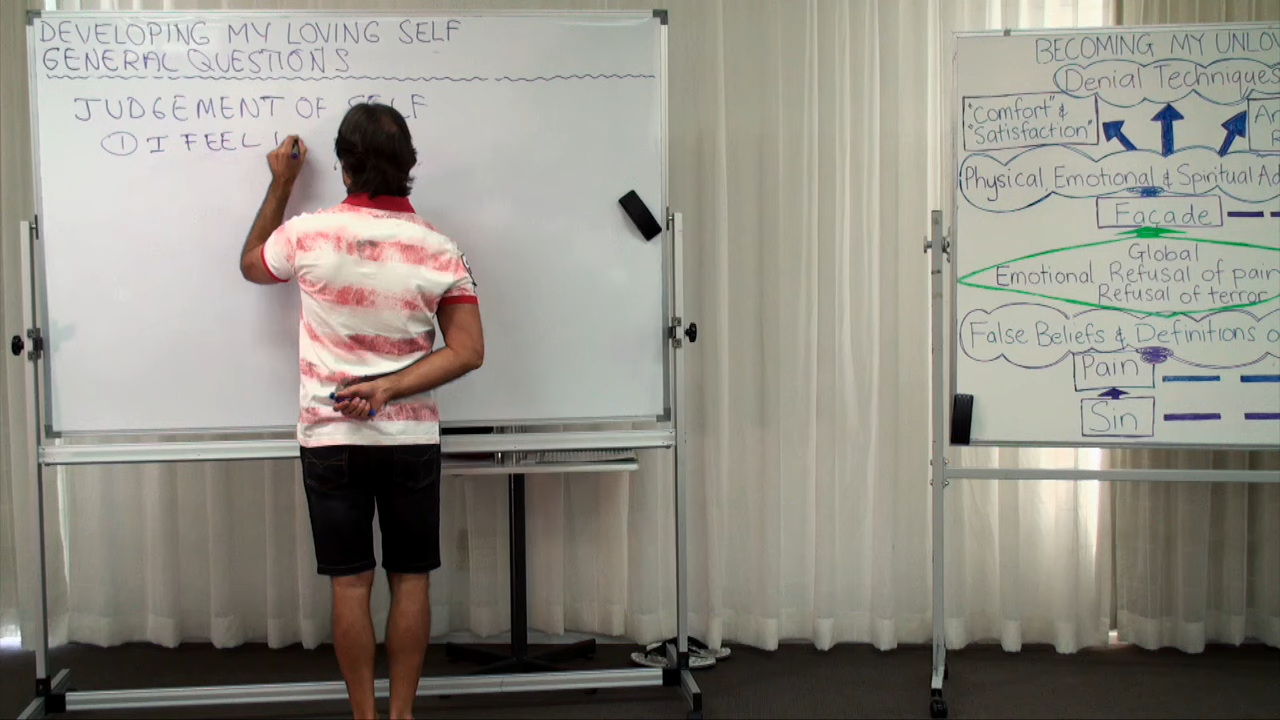 DEVELOPING MY LOVING SELF
GENERAL QUESTIONS
JUDGEMENT OF SELF
① I FEEL
BECOMING MY UNLOV
Denial Techniques
"Comfort" &
"Satisfaction"
Physical, Emotional & Spiritual Ad
Façade
Global
Emotional Refusal of pain
Refusal of terror
False Beliefs & Definitions o
Pain
Sin